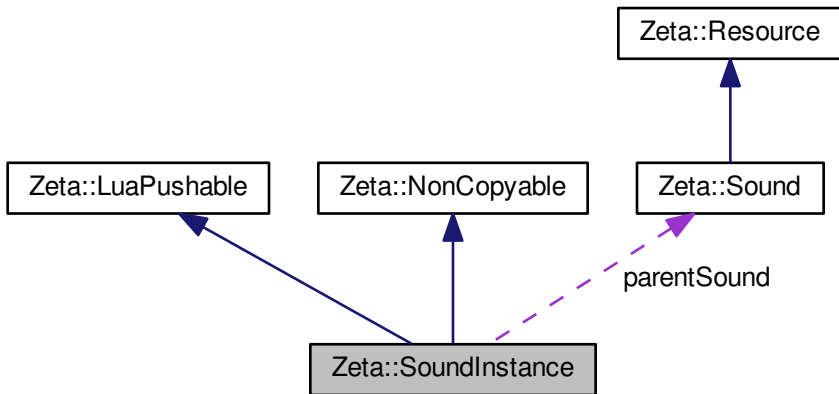 Zeta::Resource
Zeta::LuaPushable
Zeta::NonCopyable
Zeta::Sound
parentSound
Zeta::SoundInstance